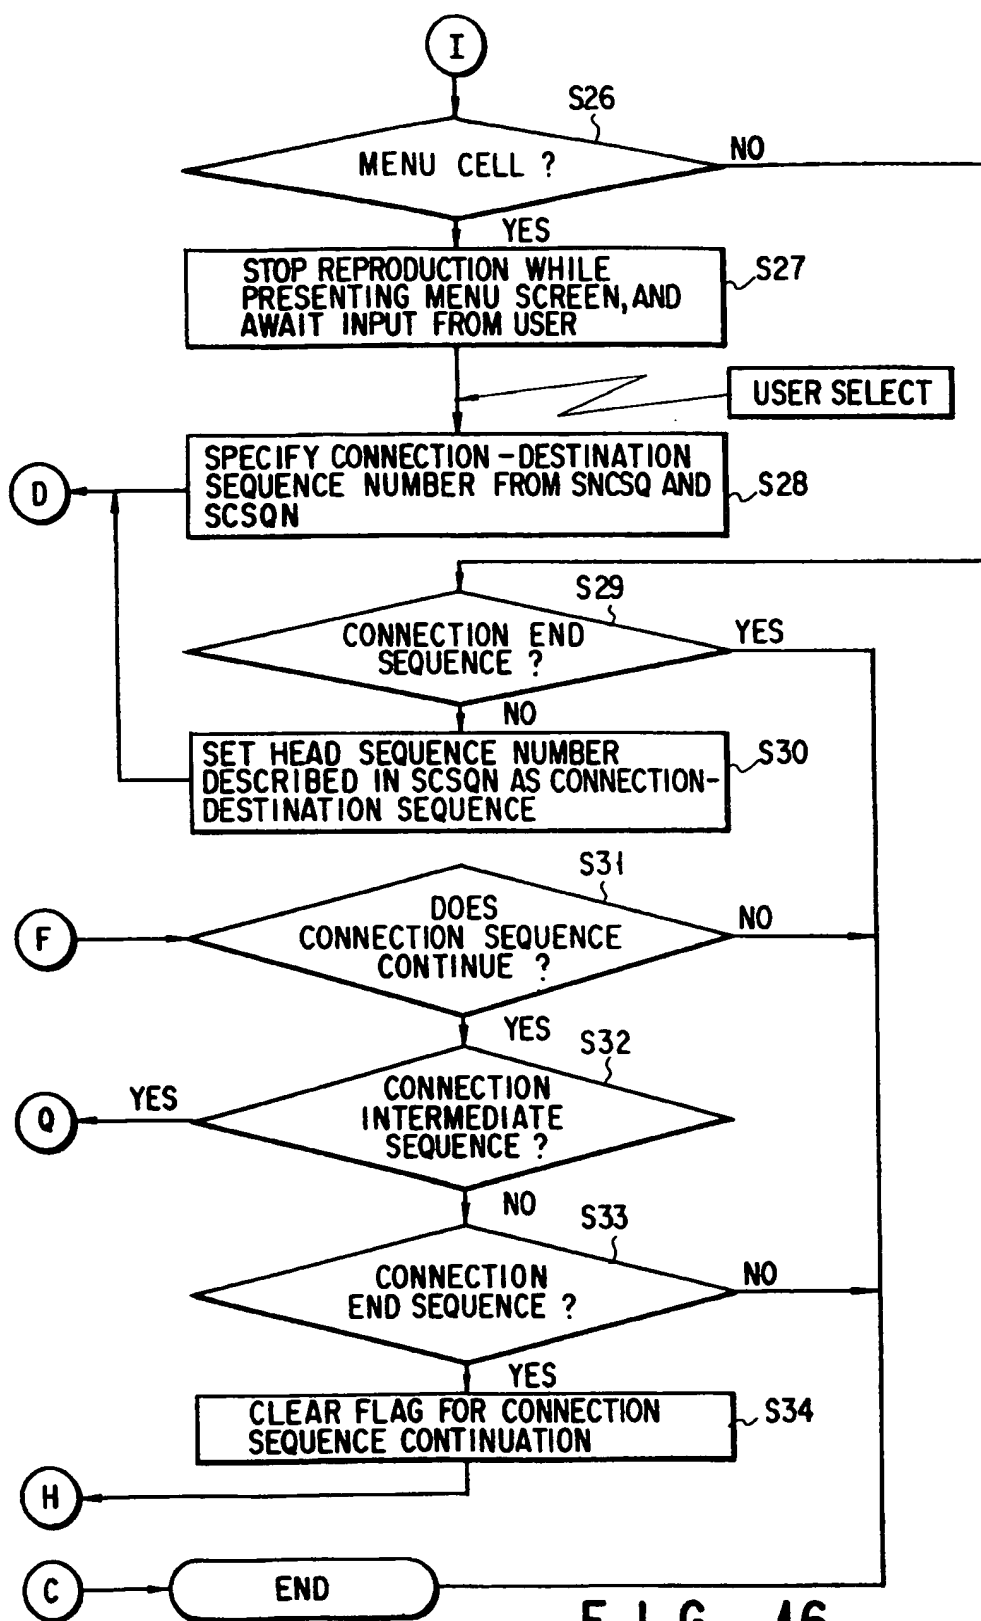 I
S26
MENU CELL ?
NO
YES
STOP REPRODUCTION WHILE
PRESENTING MENU SCREEN, AND
AWAIT INPUT FROM USER
S27
USER SELECT
SPECIFY CONNECTION-DESTINATION
SEQUENCE NUMBER FROM SNCSQ AND
SCSQN
S28
D
S29
CONNECTION END
SEQUENCE ?
YES
NO
SET HEAD SEQUENCE NUMBER
DESCRIBED IN SCSQN AS CONNECTION-
DESTINATION SEQUENCE
S30
S31
F
DOES
CONNECTION SEQUENCE
CONTINUE ?
NO
YES
S32
Q
YES
CONNECTION
INTERMEDIATE
SEQUENCE ?
NO
S33
CONNECTION
END SEQUENCE ?
NO
YES
CLEAR FLAG FOR CONNECTION
SEQUENCE CONTINUATION
S34
H
C
END
FIG. 46